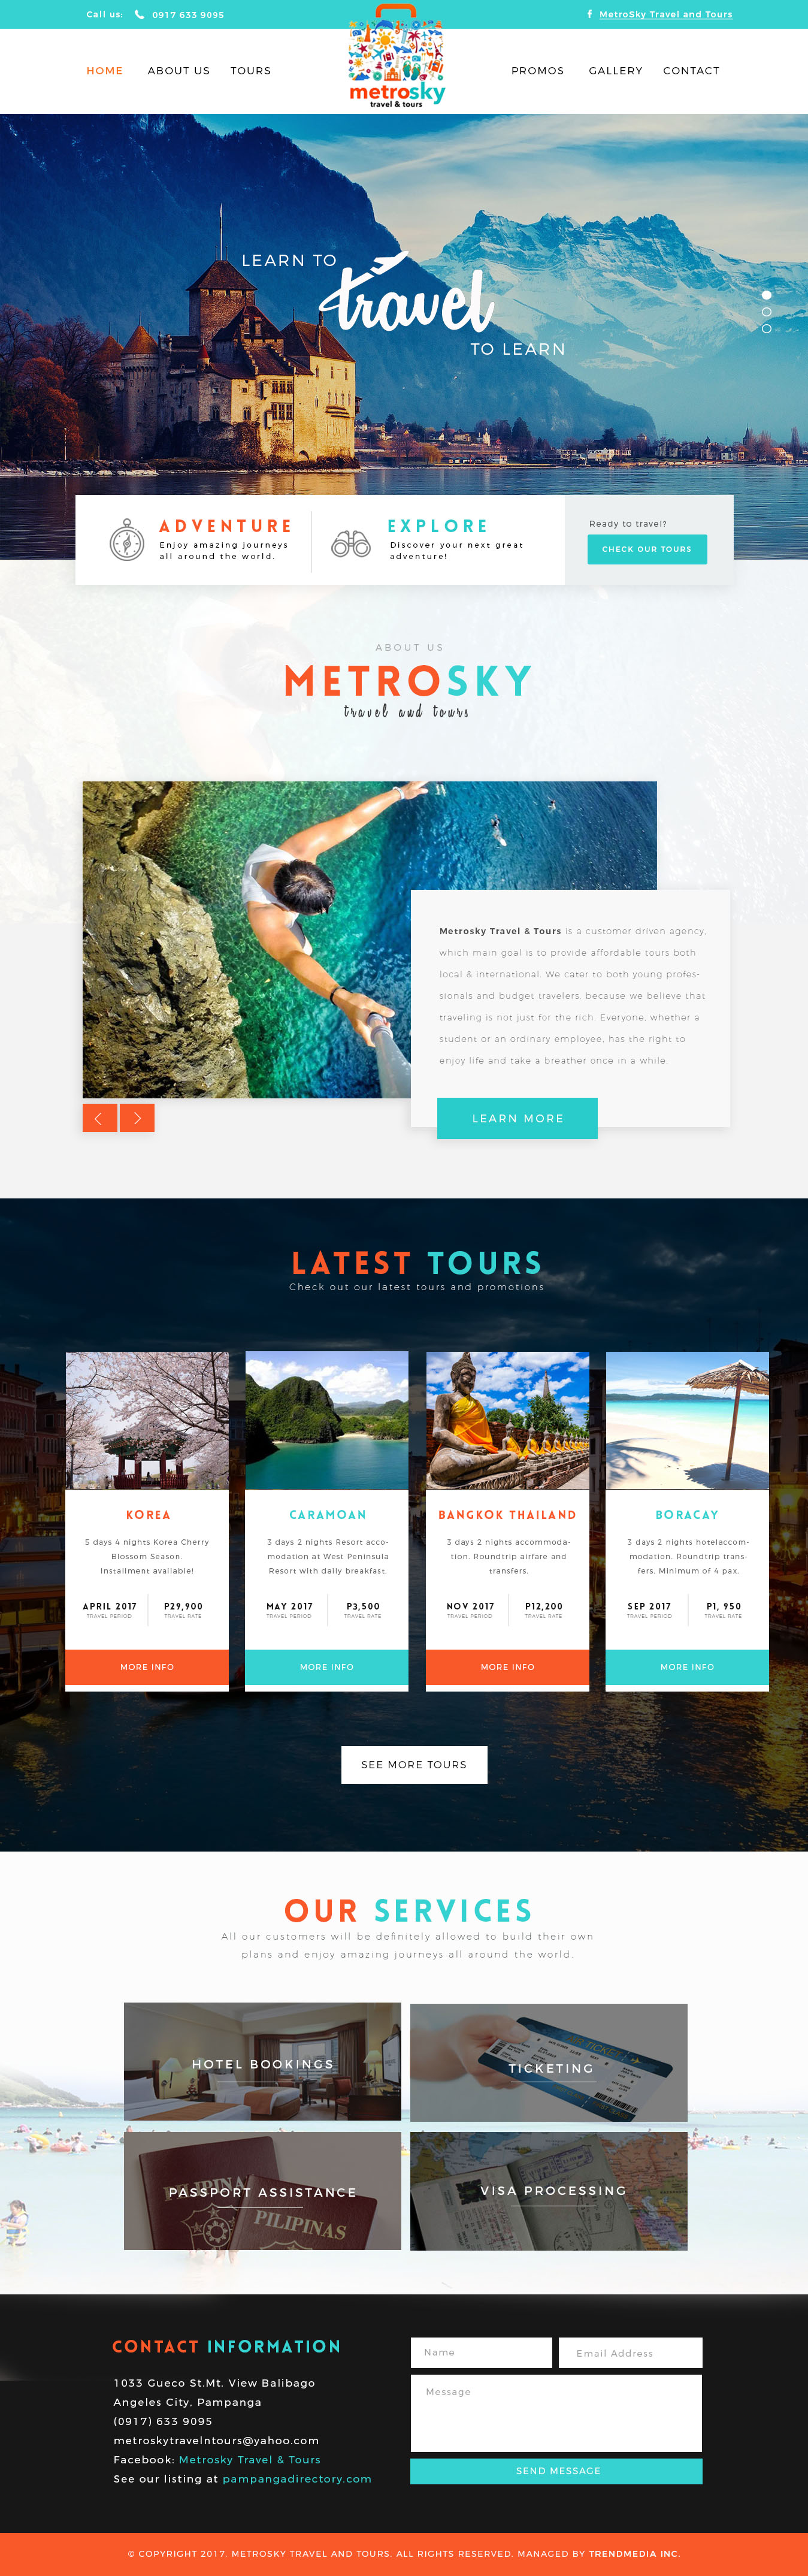 Call us: 0917 633 9095
MetroSky Travel and Tours
HOME ABOUT US TOURS
metrosky
travel & tours
PROMOS GALLERY CONTACT
LEARN TO
travel
TO LEARN
ADVENTURE
Enjoy amazing journeys
all around the world.
EXPLORE
Discover your next great
adventure!
Ready to travel?
CHECK OUR TOURS
ABOUT US
METROSKY
travel and tours
Metrosky Travel & Tours is a customer driven agency,
which main goal is to provide affordable tours both
local & international. We cater to both young profes-
sionals and budget travelers, because we believe that
traveling is not just for the rich. Everyone, whether a
student or an ordinary employee, has the right to
enjoy life and take a breather once in a while.
LEARN MORE
LATEST TOURS
Check out our latest tours and promotions
KOREA
5 days 4 nights Korea Cherry
Blossom Season.
Installment available!
APRIL 2017 P29,900
TRAVEL PERIOD TRAVEL RATE
MORE INFO
CARAMOAN
3 days 2 nights Resort acco-
modation at West Peninsula
Resort with daily breakfast.
MAY 2017 P3,500
TRAVEL PERIOD TRAVEL RATE
MORE INFO
BANGKOK THAILAND
3 days 2 nights accommoda-
tion. Roundtrip airfare and
transfers.
NOV 2017 P12,200
TRAVEL PERIOD TRAVEL RATE
MORE INFO
BORACAY
3 days 2 nights hotelaccom-
modation. Roundtrip trans-
fers. Minimum of 4 pax.
SEP 2017 P1, 950
TRAVEL PERIOD TRAVEL RATE
MORE INFO
SEE MORE TOURS
OUR SERVICES
All our customers will be definitely allowed to build their own
plans and enjoy amazing journeys all around the world.
HOTEL BOOKINGS
TICKETING
AIR TICKET
PASSPORT ASSISTANCE
PILIPINAS
VISA PROCESSING
CONTACT INFORMATION
1033 Gueco St.Mt. View Balibago
Angeles City, Pampanga
(0917) 633 9095
metroskytravelntours@yahoo.com
Facebook: Metrosky Travel & Tours
See our listing at pampangadirectory.com
Name
Email Address
Message
SEND MESSAGE
© COPYRIGHT 2017. METROSKY TRAVEL AND TOURS. ALL RIGHTS RESERVED. MANAGED BY TRENDMEDIA INC.